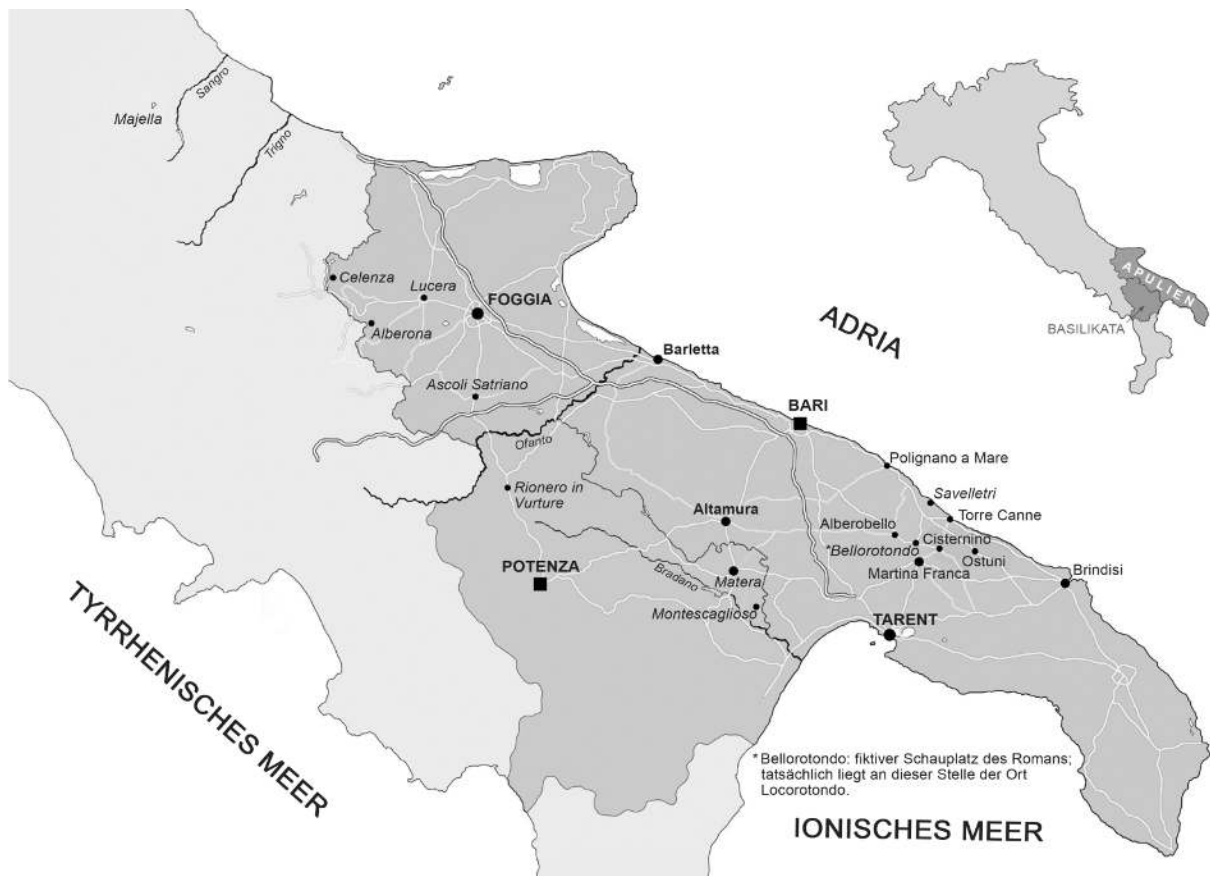 Sangro
Majella
Trigno
Celenza
Lucera
FOGGIA
Alberona
Ascoli Satriano
Barletta
ADRIA
APULIEN
BASILIKATA
BARI
Ofanto
Polignano a Mare
Rionero in
Vurture
Savelletri
Altamura
Torre Canne
Alberobello
Cisternino
*Bellorotondo
Ostuni
POTENZA
Bradano
Matera
Martina Franca
Brindisi
Montescaglioso
TARENT
TYRRHENISCHES MEER
*Bellorotondo: fiktiver Schauplatz des Romans;
tatsächlich liegt an dieser Stelle der Ort
Locorotondo.
IONISCHES MEER